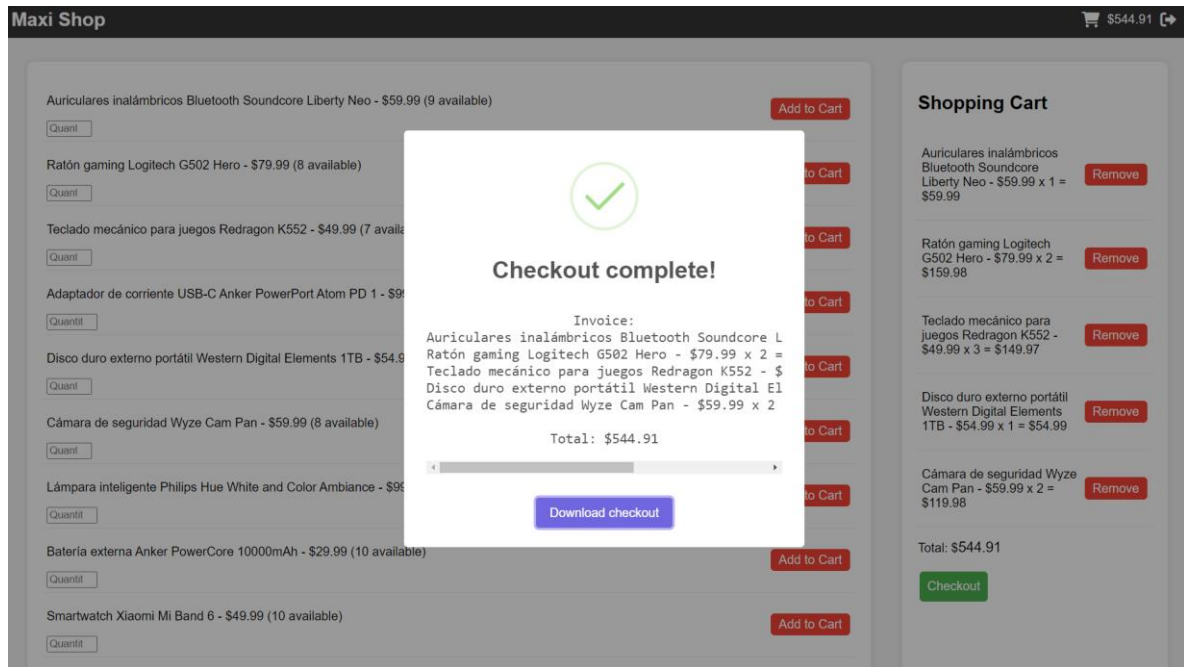 Maxi Shop
$544.91
Auriculares inalámbricos Bluetooth Soundcore Liberty Neo - $59.99 (9 available)
Add to Cart
Quant
Ratón gaming Logitech G502 Hero - $79.99 (8 available)
to Cart
Quant
Teclado mecánico para juegos Redragon K552 - $49.99 (7 availa
to Cart
Quant
Adaptador de corriente USB-C Anker PowerPort Atom PD 1 - $9
to Cart
Quantit
Disco duro externo portátil Western Digital Elements 1TB - $54.9
to Cart
Quant
Cámara de seguridad Wyze Cam Pan - $59.99 (8 available)
to Cart
Quant
Lámpara inteligente Philips Hue White and Color Ambiance - $9
to Cart
Quantit
Batería externa Anker PowerCore 10000mAh - $29.99 (10 available)
Add to Cart
Quantit
Smartwatch Xiaomi Mi Band 6 - $49.99 (10 available)
Add to Cart
Quantit
Checkout complete!
Invoice:
Auriculares inalámbricos Bluetooth Soundcore L
Ratón gaming Logitech G502 Hero - $79.99 x 2 =
Teclado mecánico para juegos Redragon K552 - $
Disco duro externo portátil Western Digital El
Cámara de seguridad Wyze Cam Pan - $59.99 x 2
Total: $544.91
Download checkout
Shopping Cart
Auriculares inalámbricos
Bluetooth Soundcore
Liberty Neo - $59.99 x 1 =
$59.99
Remove
Ratón gaming Logitech
G502 Hero - $79.99 x 2 =
$159.98
Remove
Teclado mecánico para
juegos Redragon K552 -
$49.99 x 3 = $149.97
Remove
Disco duro externo portátil
Western Digital Elements
1TB - $54.99 x 1 = $54.99
Remove
Cámara de seguridad Wyze
Cam Pan - $59.99 x 2 =
$119.98
Remove
Total: $544.91
Checkout